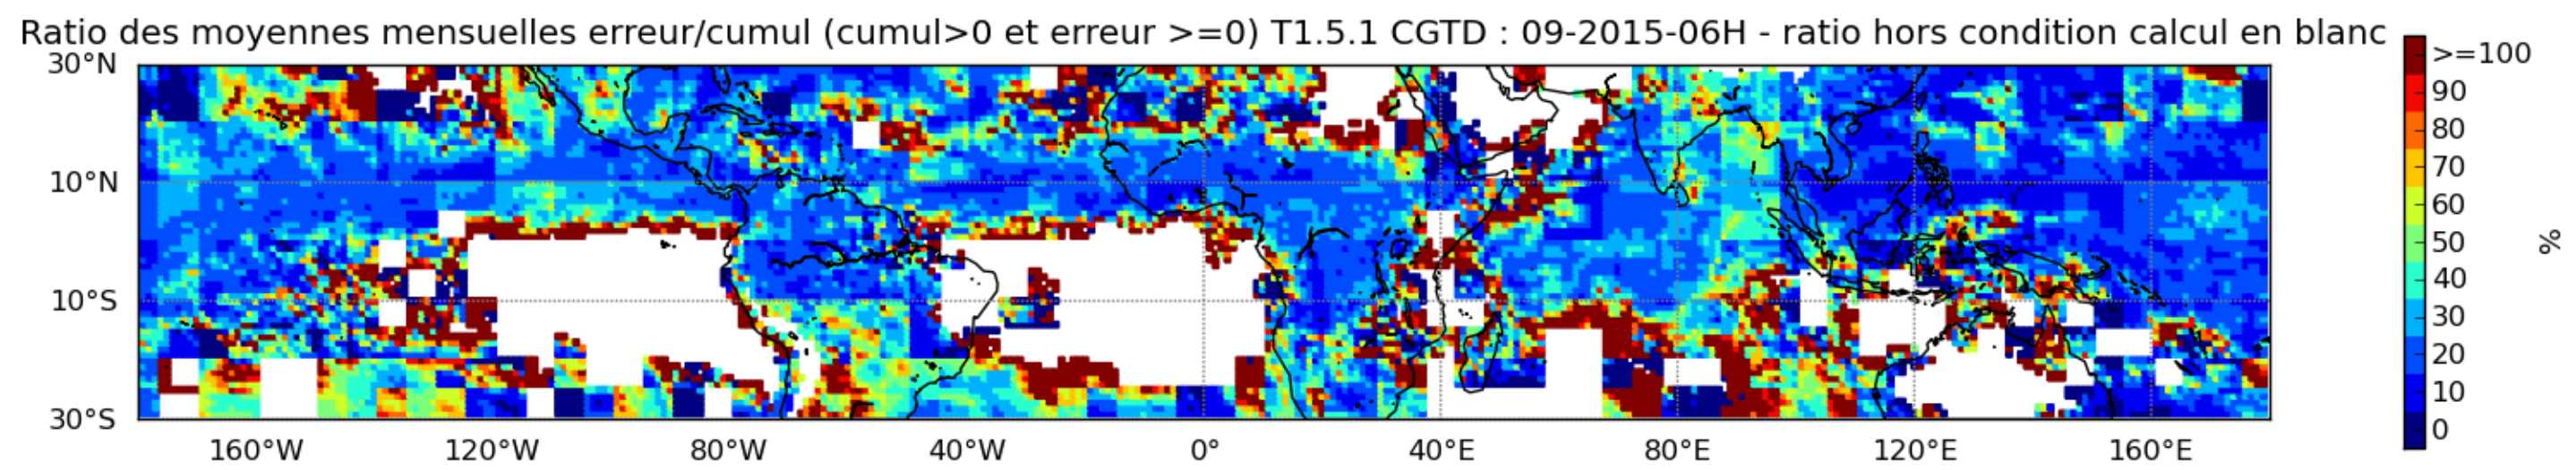 Ratio des moyennes mensuelles erreur/cumul (cumul>0 et erreur >=0) T1.5.1 CGTD : 09-2015-06H - ratio hors condition calcul en blanc
30°N
10°N
10°S
30°S
160°W 120°W 80°W 40°W 0° 40°E 80°E 120°E 160°E
>=100
90
80
70
60
50
40
30
20
10
0
%